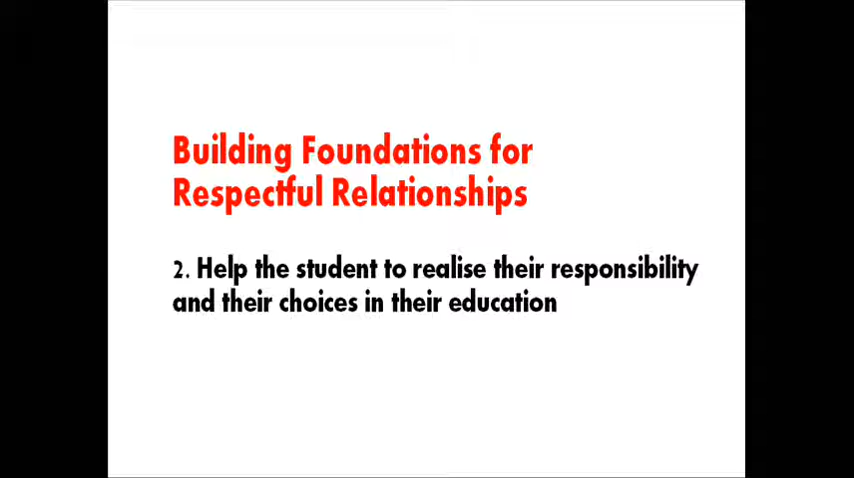 Building Foundations for
Respectful Relationships
2. Help the student to realise their responsibility
and their choices in their education